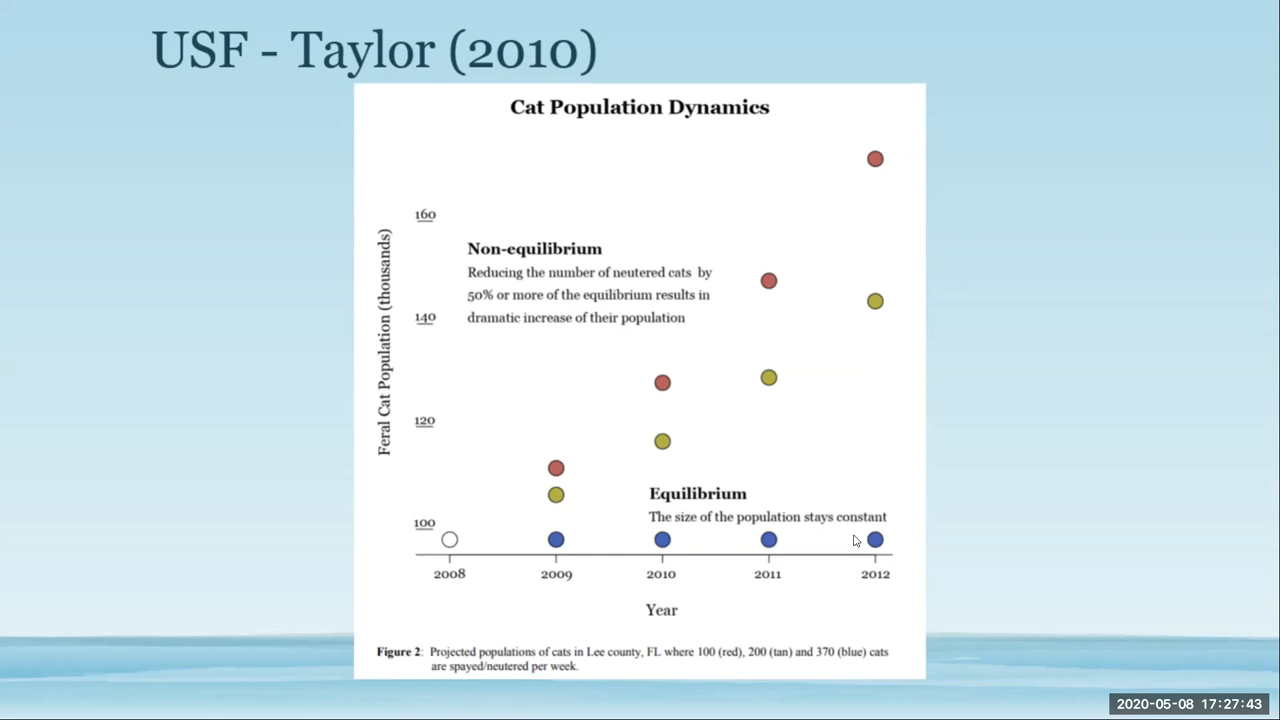 USF - Taylor (2010)
Cat Population Dynamics
160
Non-equilibrium
Reducing the number of neutered cats by
50% or more of the equilibrium results in
dramatic increase of their population
140
Feral Cat Population (thousands)
120
Equilibrium
The size of the population stays constant
100
2008 2009 2010 2011 2012
Year
Figure 2: Projected populations of cats in Lee county, FL where 100 (red), 200 (tan) and 370 (blue) cats
are spayed/neutered per week.
2020-05-08 17:27:43